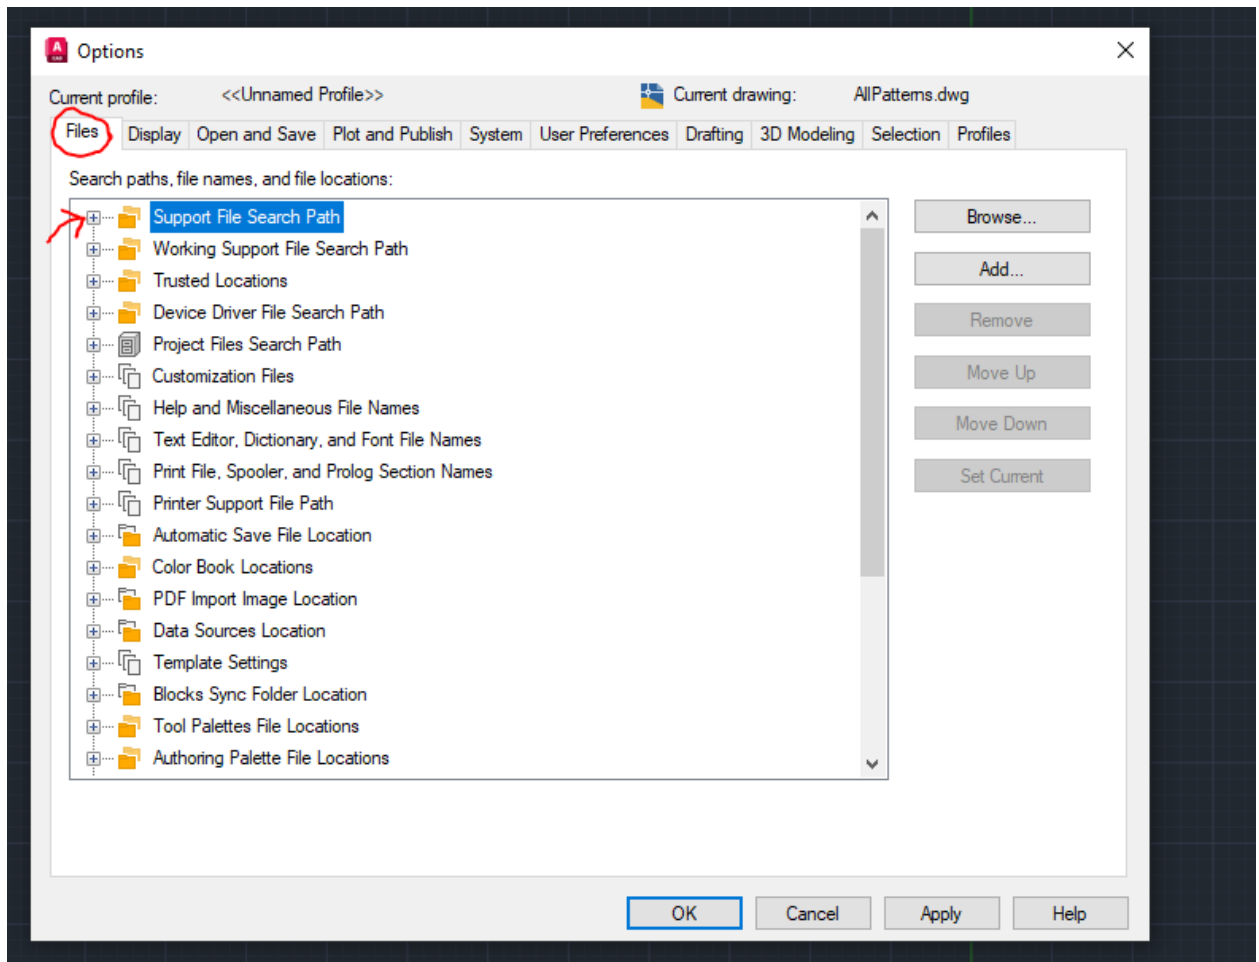 A
CAD
Options
Current profile: <<Unnamed Profile>> Current drawing: AllPatterns.dwg
Files Display Open and Save Plot and Publish System User Preferences Drafting 3D Modeling Selection Profiles
Search paths, file names, and file locations:
Support File Search Path
Working Support File Search Path
Trusted Locations
Device Driver File Search Path
Project Files Search Path
Customization Files
Help and Miscellaneous File Names
Text Editor, Dictionary, and Font File Names
Print File, Spooler, and Prolog Section Names
Printer Support File Path
Automatic Save File Location
Color Book Locations
PDF Import Image Location
Data Sources Location
Template Settings
Blocks Sync Folder Location
Tool Palettes File Locations
Authoring Palette File Locations
Browse...
Add...
Remove
Move Up
Move Down
Set Current
OK Cancel Apply Help